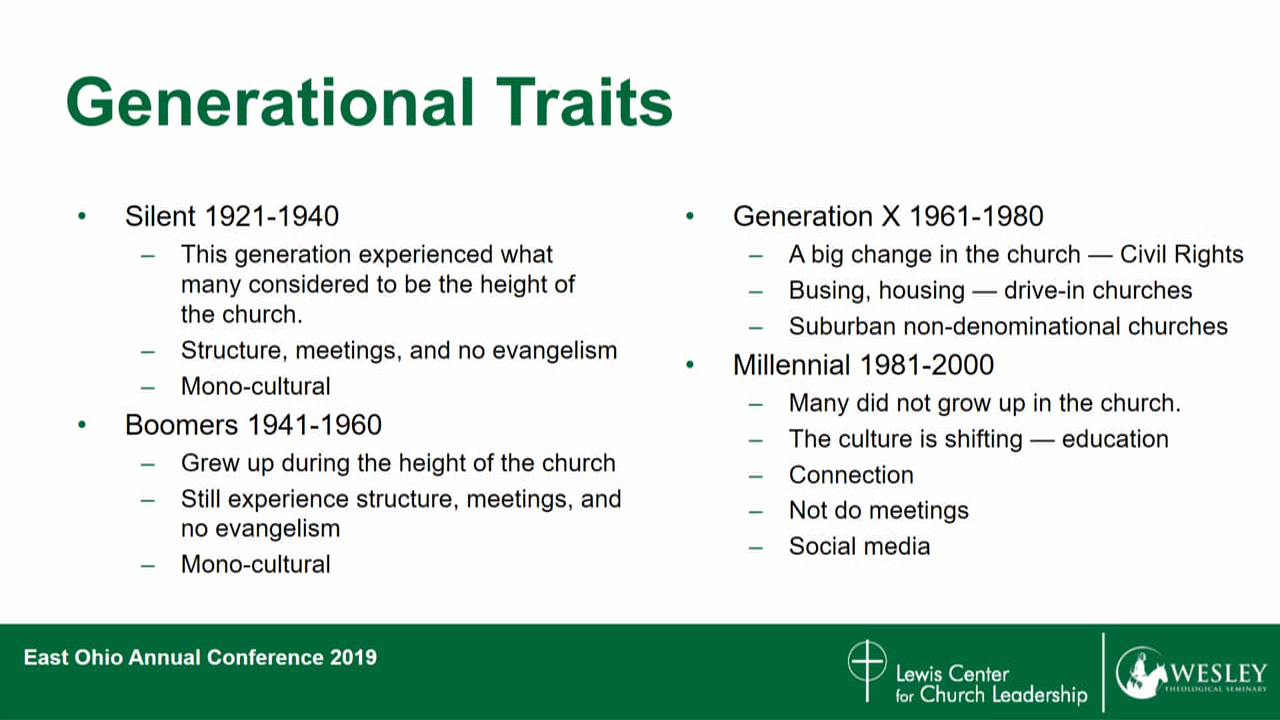 Generational Traits
• Silent 1921-1940
– This generation experienced what
many considered to be the height of
the church.
– Structure, meetings, and no evangelism
– Mono-cultural
• Boomers 1941-1960
– Grew up during the height of the church
– Still experience structure, meetings, and
no evangelism
– Mono-cultural
• Generation X 1961-1980
– A big change in the church — Civil Rights
– Busing, housing — drive-in churches
– Suburban non-denominational churches
• Millennial 1981-2000
– Many did not grow up in the church.
– The culture is shifting — education
– Connection
– Not do meetings
– Social media
East Ohio Annual Conference 2019
Lewis Center
for Church Leadership
WESLEY
THEOLOGICAL SEMINARY